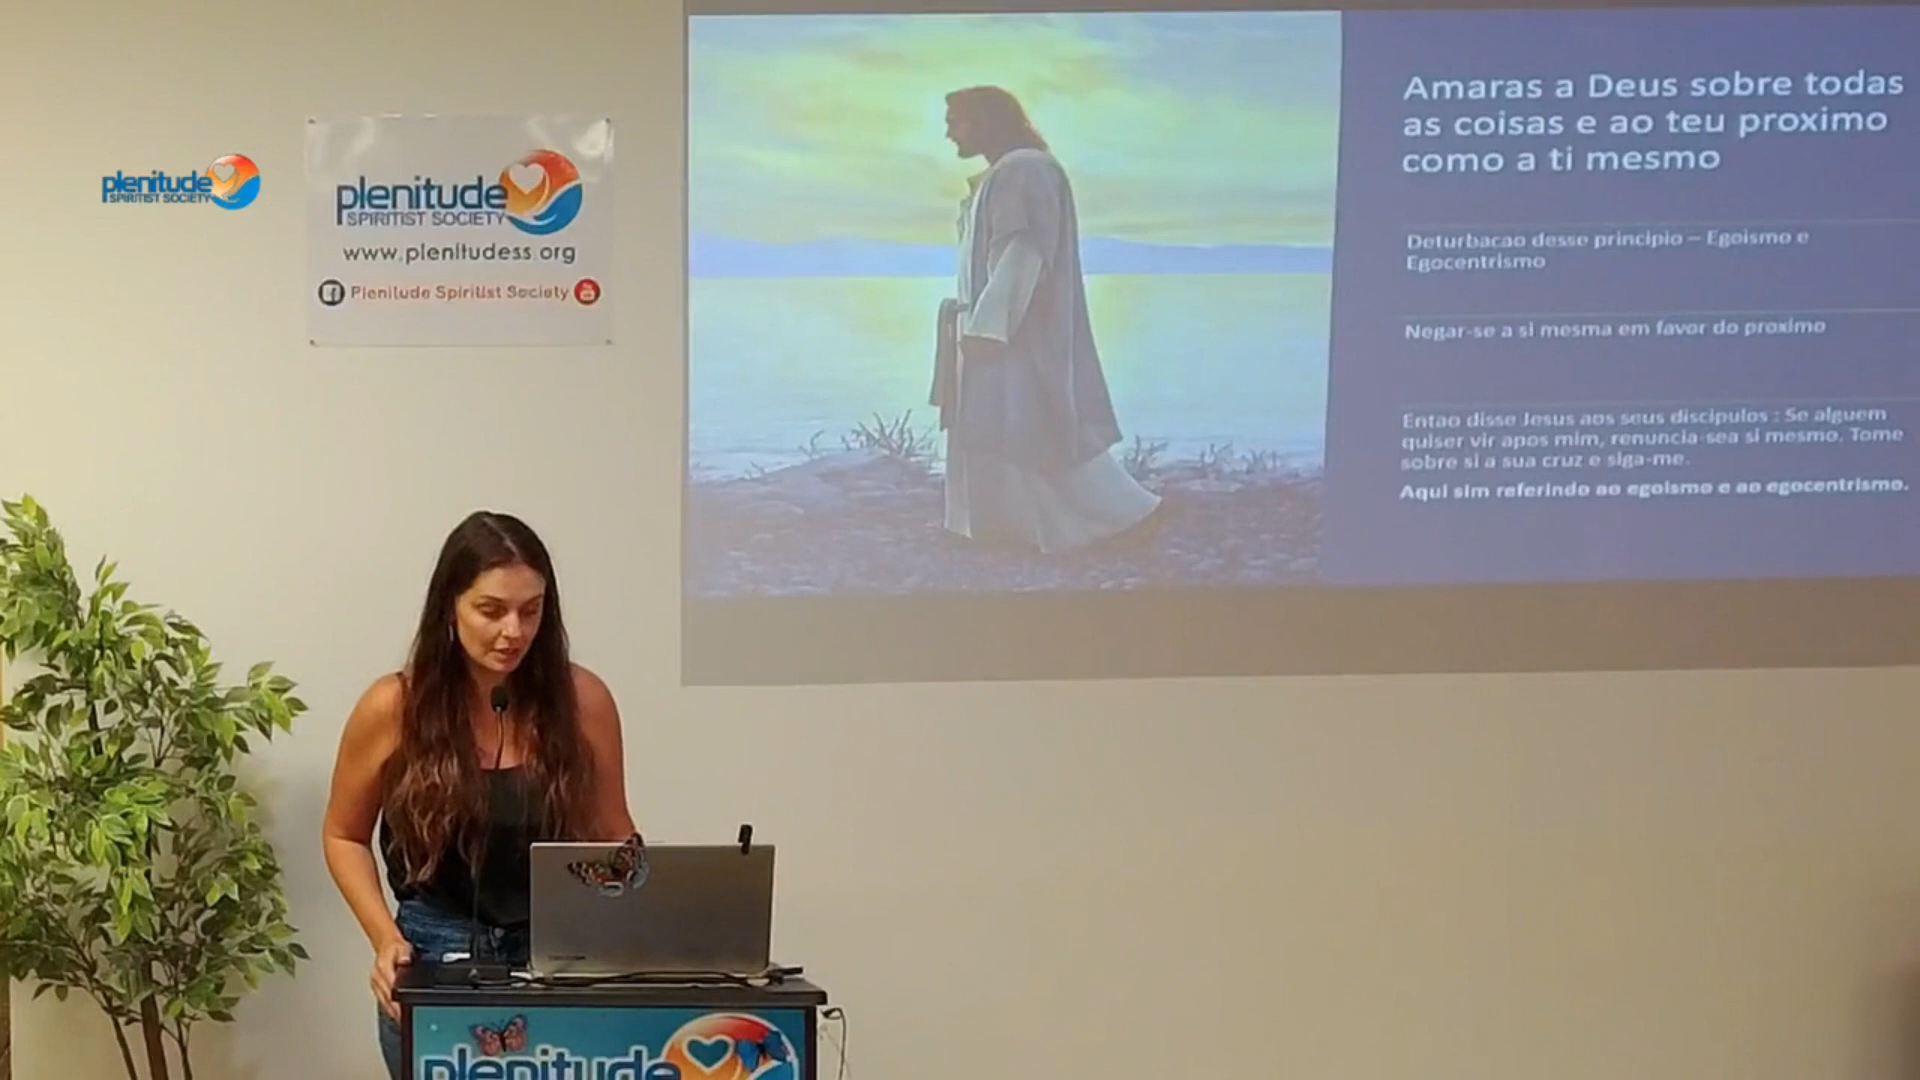 plenitude
SPIRITIST SOCIETY
plenitude
SPIRITIST SOCIETY
www.plenitudess.org
Plenitude Spiritist Society
Amaras a Deus sobre todas
as coisas e ao teu proximo
como a ti mesmo
Deturbacao desse principio – Egoismo e
Egocentrismo
Negar-se a si mesma em favor do proximo
Entao disse Jesus aos seus discipulos : Se alguem
quiser vir apos mim, renuncia-sea si mesmo. Tome
sobre si a sua cruz e siga-me.
Aqui sim referindo ao egoismo e ao egocentrismo.
plenitude